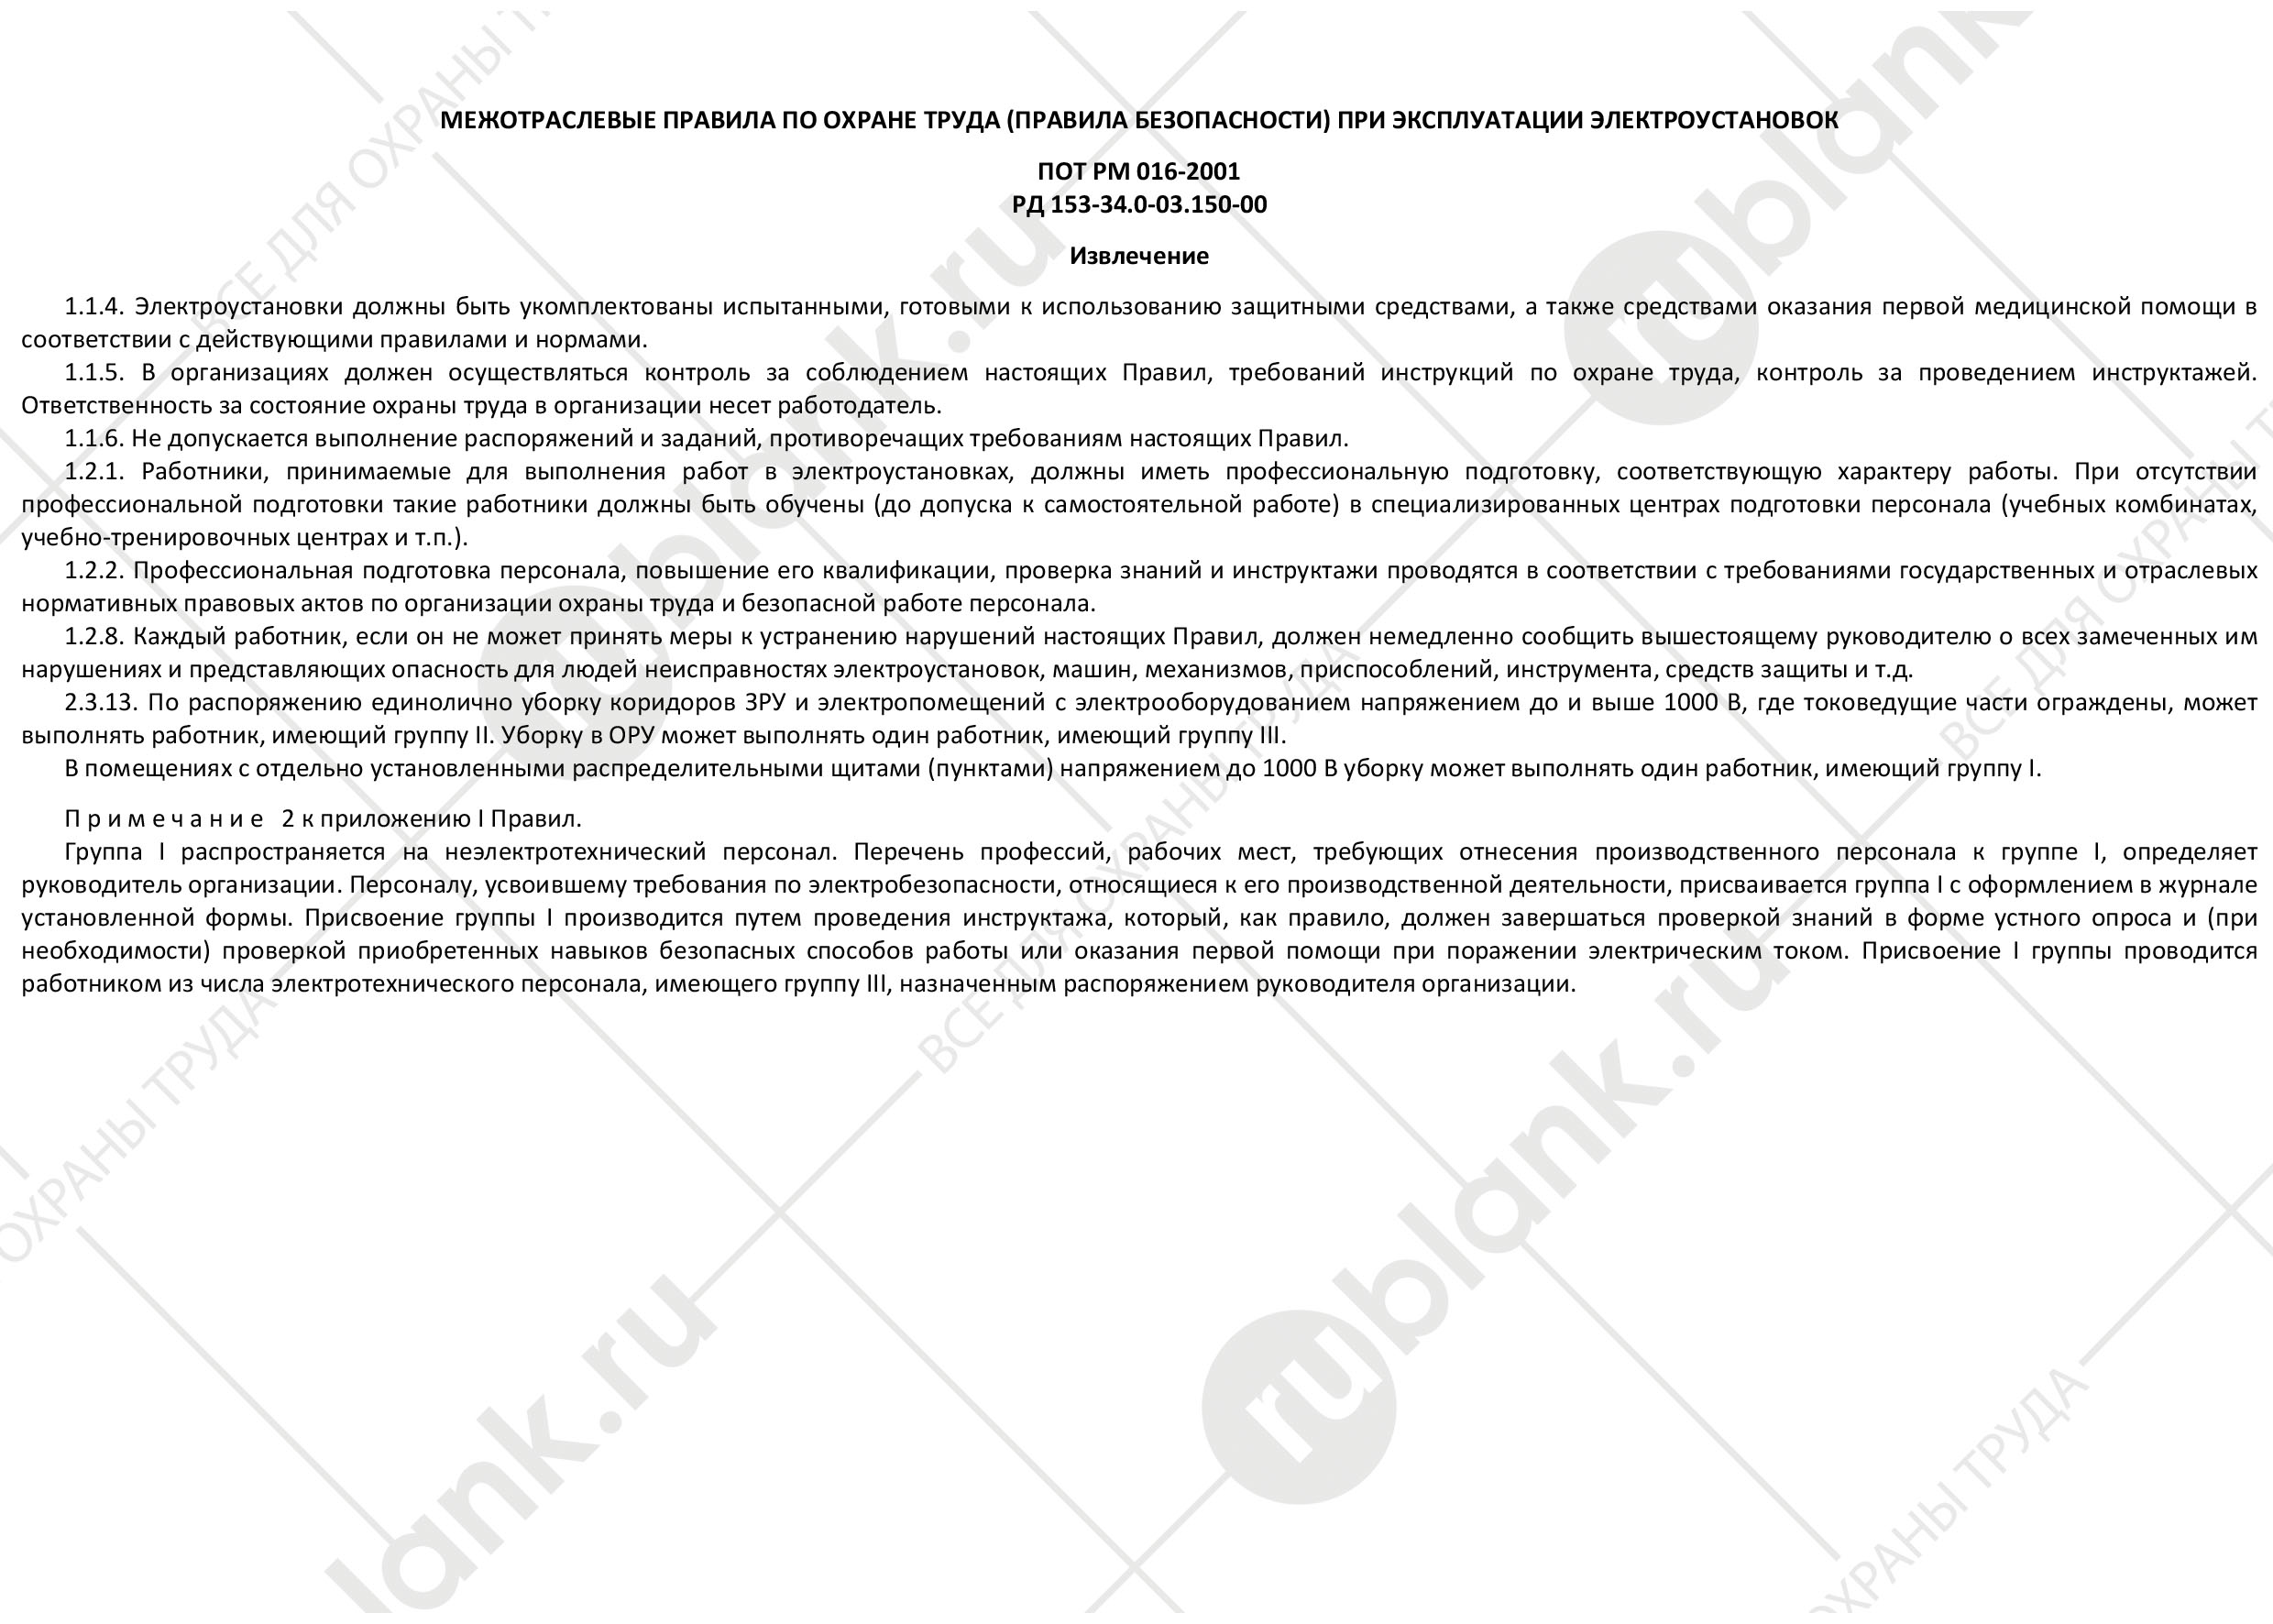 МЕЖОТРАСЛЕВЫЕ ПРАВИЛА ПО ОХРАНЕ ТРУДА (ПРАВИЛА БЕЗОПАСНОСТИ) ПРИ ЭКСПЛУАТАЦИИ ЭЛЕКТРОУСТАНОВОК
ПОТ РМ 016-2001
РД 153-34.0-03.150-00
Извлечение
1.1.4. Электроустановки должны быть укомплектованы испытанными, готовыми к использованию защитными средствами, а также средствами оказания первой медицинской помощи в
соответствии с действующими правилами и нормами.
1.1.5. В организациях должен осуществляться контроль за соблюдением настоящих Правил, требований инструкций по охране труда, контроль за проведением инструктажей.
Ответственность за состояние охраны труда в организации несет работодатель.
1.1.6. Не допускается выполнение распоряжений и заданий, противоречащих требованиям настоящих Правил.
1.2.1. Работники, принимаемые для выполнения работ в электроустановках, должны иметь профессиональную подготовку, соответствующую характеру работы. При отсутствии
профессиональной подготовки такие работники должны быть обучены (до допуска к самостоятельной работе) в специализированных центрах подготовки персонала (учебных комбинатах,
учебно-тренировочных центрах и т.п.).
1.2.2. Профессиональная подготовка персонала, повышение его квалификации, проверка знаний и инструктажи проводятся в соответствии с требованиями государственных и отраслевых
нормативных правовых актов по организации охраны труда и безопасной работе персонала.
1.2.8. Каждый работник, если он не может принять меры к устранению нарушений настоящих Правил, должен немедленно сообщить вышестоящему руководителю о всех замеченных им
нарушениях и представляющих опасность для людей неисправностях электроустановок, машин, механизмов, приспособлений, инструмента, средств защиты и т.д.
2.3.13. По распоряжению единолично уборку коридоров ЗРУ и электропомещений с электрооборудованием напряжением до и выше 1000 В, где токоведущие части ограждены, может
выполнять работник, имеющий группу II. Уборку в ОРУ может выполнять один работник, имеющий группу III.
В помещениях с отдельно установленными распределительными щитами (пунктами) напряжением до 1000 В уборку может выполнять один работник, имеющий группу I.
Примечание 2 к приложению I Правил.
Группа I распространяется на неэлектротехнический персонал. Перечень профессий, рабочих мест, требующих отнесения производственного персонала к группе I, определяет
руководитель организации. Персоналу, усвоившему требования по электробезопасности, относящиеся к его производственной деятельности, присваивается группа I с оформлением в журнале
установленной формы. Присвоение группы I производится путем проведения инструктажа, который, как правило, должен завершаться проверкой знаний в форме устного опроса и (при
необходимости) проверкой приобретенных навыков безопасных способов работы или оказания первой помощи при поражении электрическим током. Присвоение I группы проводится
работником из числа электротехнического персонала, имеющего группу III, назначенным распоряжением руководителя организации.
rublank.ru
ВСЕ ДЛЯ ОХРАНЫ ТРУДА